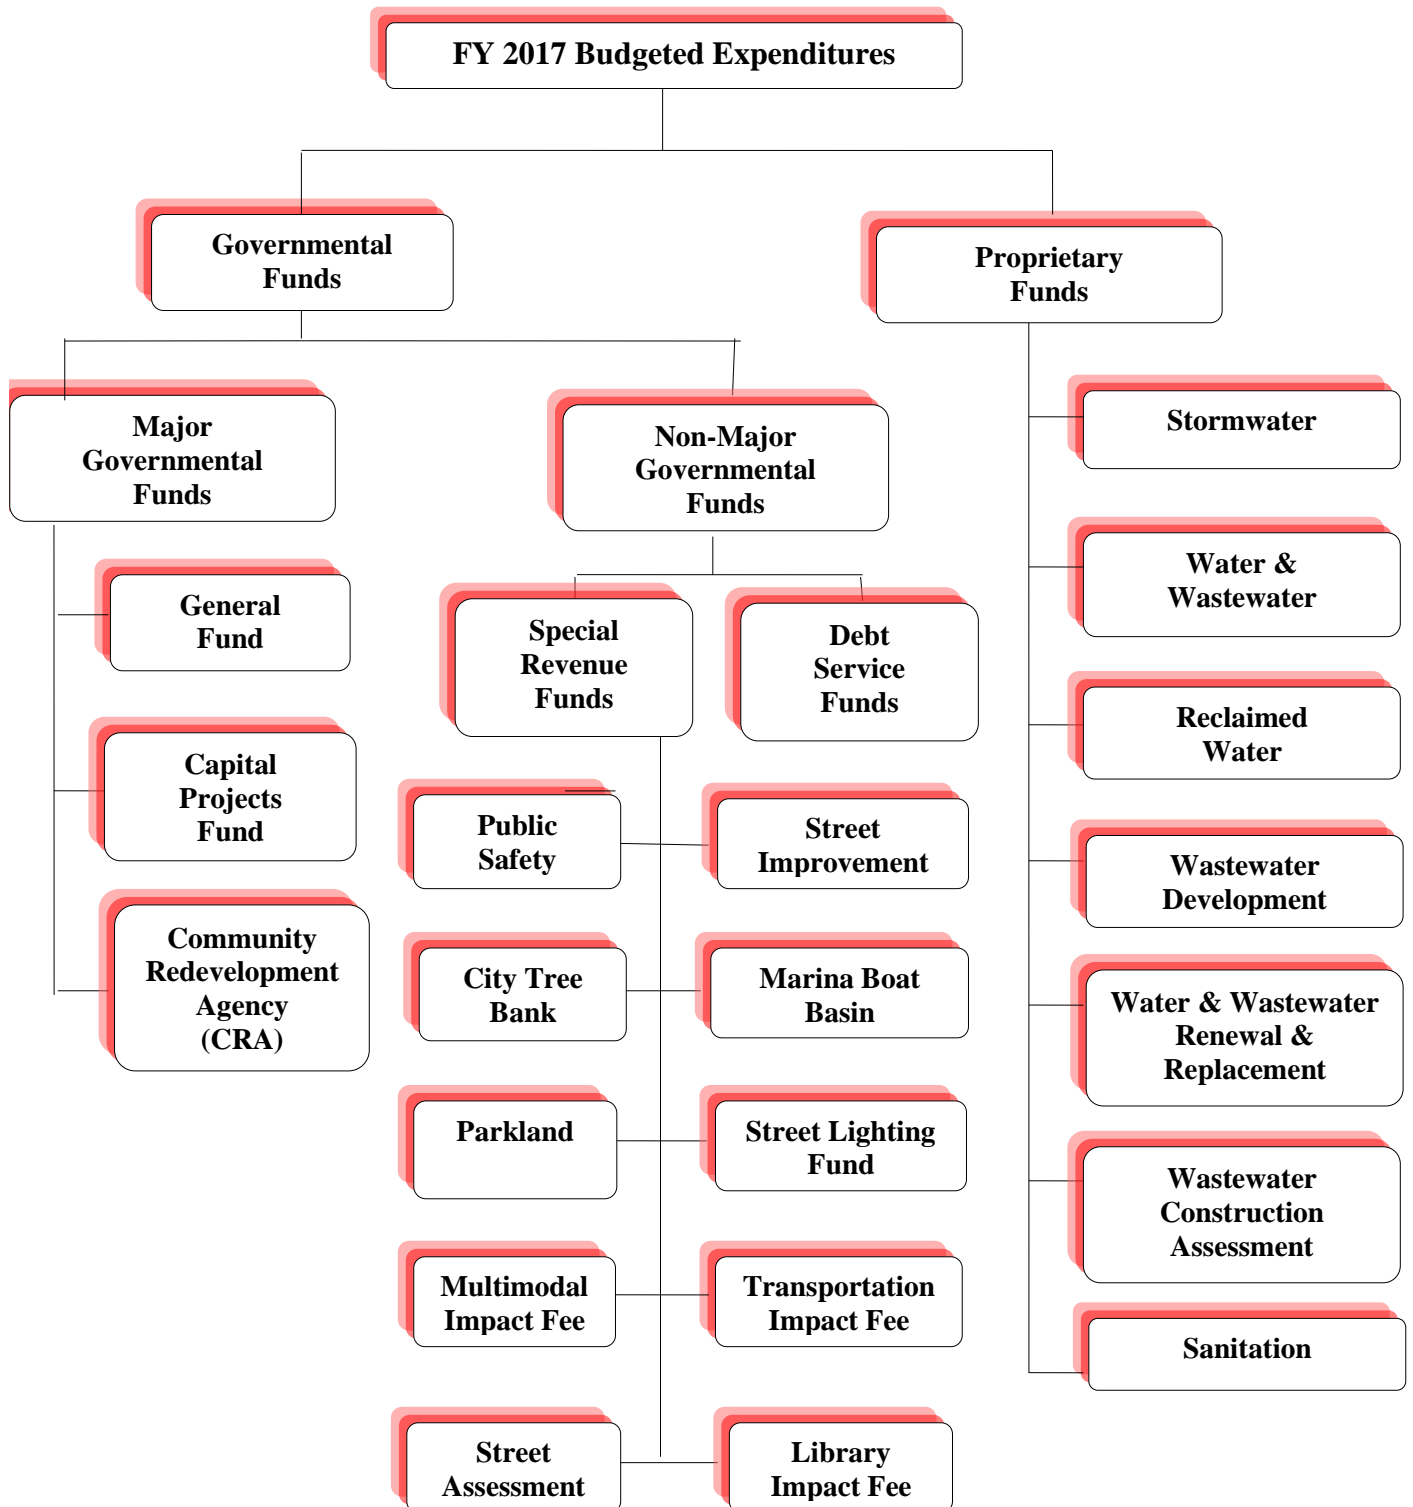 FY 2017 Budgeted Expenditures
Governmental
Funds
Proprietary
Funds
Major
Governmental
Funds
Non-Major
Governmental
Funds
General
Fund
Capital
Projects
Fund
Community
Redevelopment
Agency
(CRA)
Special
Revenue
Funds
Debt
Service
Funds
Public
Safety
Street
Improvement
City Tree
Bank
Marina Boat
Basin
Parkland
Street Lighting
Fund
Multimodal
Impact Fee
Transportation
Impact Fee
Street
Assessment
Library
Impact Fee
Stormwater
Water &
Wastewater
Reclaimed
Water
Wastewater
Development
Water & Wastewater
Renewal &
Replacement
Wastewater
Construction
Assessment
Sanitation